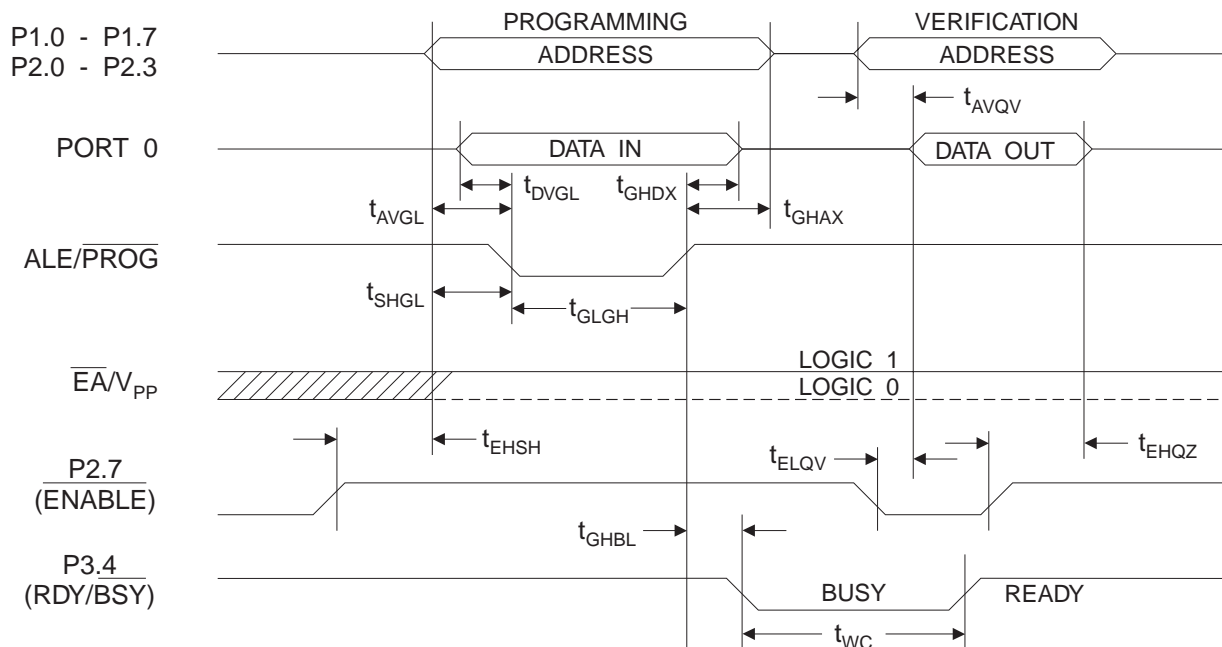 PROGRAMMING
VERIFICATION
P1.0 - P1.7
P2.0 - P2.3
ADDRESS
ADDRESS
tAVQV
PORT 0
DATA IN
DATA OUT
tDVGL
tGHDX
tAVGL
tGHAX
ALE/PROG
tSHGL
tGLGH
LOGIC 1
EA/VPP
LOGIC 0
tEHSH
tELQV
tEHQZ
P2.7
(ENABLE)
tGHBL
P3.4
(RDY/BSY)
BUSY
READY
tWC